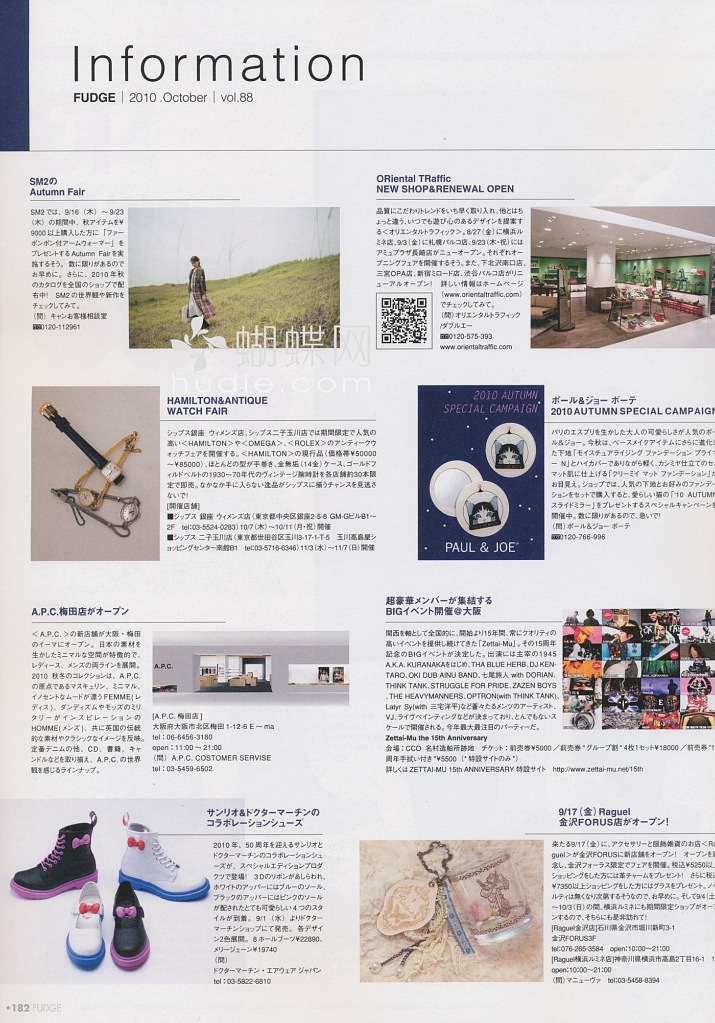 Information
FUDGE | 2010 .October | vol.88
SM2の
Autumn Fair
SM2では、9/16（木）～9/23
（木）の期間中、秋アイテムを¥
9000以上購入した方に「ファー
ポンポン付アームウォーマー」を
プレゼントするAutumn Fairを実
施するそう。数に限りがあるので
お早めに。さらに、2010年秋
のカタログを全国のショップで配
布中! SM2の世界観や新作を
チェックしてみて。
（問）キャンお客様相談室
0120-112961
ORiental TRaffic
NEW SHOP&RENEWAL OPEN
品質にこだわりトレンドをいち早く取り入れ、他とはち
ょっと違う、いつでも遊び心のあるデザインを提案す
る＜オリエンタルトラフィック＞。8/27（金）に横浜ル
ミネ店、9/3（金）に札幌パルコ店、9/23（木・祝）には
アミュプラザ長崎店がニューオープン。それぞれオー
プニングフェアを開催するそう。また、下北沢南口店、
三宮OPA店、新宿ミロード店、渋谷パルコ店がリニ
ューアルオープン! 詳しい情報はホームページ
（www.orientaltraffic.com）
でチェックしてみて。
（問）オリエンタルトラフィック
/ダブルエー
0120-575-393
www.orientaltraffic.com
蝴蝶网
hudie.com
HAMILTON&ANTIQUE
WATCH FAIR
シップス銀座 ウィメンズ店、シップス二子玉川店では期間限定で人気の
高い＜HAMILTON＞や＜OMEGA＞、＜ROLEX＞のアンティークウ
ォッチフェアを開催する。＜HAMILTON＞の現行品（価格帯¥50000
～¥85000）、ほとんどの型が手巻き、金無垢（14金）ケース、ゴールドフ
ィルドベルトの1930～70年代のヴィンテージ腕時計を各店舗約30本限
定で即売。なかなか手に入らない逸品がシップスに揃うチャンスを見逃さ
ないで!
[開催店舗]
■シップス 銀座 ウィメンズ店（東京都中央区銀座2-5-8 GM-GビルB1～
2F tel:03-5524-0283）10/7（木）～10/11（月・祝）開催
■シップス 二子玉川店（東京都世田谷区玉川3-17-1-T-5 玉川高島屋シ
ョッピングセンター南館B1 tel:03-5716-6346）11/3（水）～11/7（日）開催
2010 AUTUMN
SPECIAL CAMPAIGN
PAUL & JOE
ポール&ジョー ボーテ
2010 AUTUMN SPECIAL CAMPAIGN
パリのエスプリを生かした大人の可愛らしさが人気のポー
ル&ジョー。今秋は、ベースメイクアイテムにさらに進化し
た下地「モイスチュアライジング ファンデーション プライマ
ー N」とハイカバーでありながら軽く、カシミヤ仕立てのセミ
マット肌に仕上げる「クリーミィ マット ファンデーション」が
お目見え。ショップでは、人気の下地とお好みのファンデー
ションをセットで購入すると、愛らしい猫の「'10 AUTUMN
スライドミラー」をプレゼントするスペシャルキャンペーンを
開催中。数に限りがあるので、急いで!
（問）ポール&ジョー ボーテ
0120-766-996
A.P.C.梅田店がオープン
＜A.P.C.＞の新店舗が大阪・梅田
のイーマにオープン。日本の素材を
生かしたミニマルな空間が特徴的で、
レディース、メンズの両ラインを展開。
2010 秋冬のコレクションは、A.P.C.
の原点であるマスキュリン、ミニマル、
イノセントなムードが漂うFEMME(レ
ディス)、ダンディズムやモッズのミリ
タリーがインスピレーションの
HOMME(メンズ)、共に英国の伝統
的な素材やクラシックなイメージを反映。
定番デニムの他、CD、書籍、キャ
ンドルなどを取り揃え、A.P.C.の世界
観を感じるラインナップ。
A.P.C.
[A.P.C. 梅田店]
大阪府大阪市北区梅田 1-12-6 E～ma
tel : 06-6456-3180
open : 11:00～21:00
（問）A.P.C. COSTOMER SERVISE
tel : 03-5459-6502
超豪華メンバーが集結する
BIGイベント開催@大阪
関西を軸として全国的に、開始より15年間、常にクオリティの
高いイベントを提供し続けてきた「Zettai-Mu」。その15周年
記念のBIGイベントが決定した。出演には主宰の1945
A.K.A. KURANAKAをはじめ、THA BLUE HERB、DJ KEN-
TARO、OKI DUB AINU BAND、七尾旅人 with DORIAN、
THINK TANK、STRUGGLE FOR PRIDE、ZAZEN BOYS
、THE HEAVYMANNERS、OPTRON(with THINK TANK)、
Latyr Sy(with 三宅洋平)など蒼々たるメンツのアーティスト、
VJ、ライヴペインティングなどが決まっており、とんでもないス
ケールで開催される。今年最大最注目のパーティーだ。
Zettai-Mu the 15th Anniversary
会場：CCO 名村造船所跡地 チケット：前売券¥5000／前売券"グループ割"4枚1セット¥18000／前売券"1
周年手拭い付き"¥5500（*特設サイトのみ*）
詳しくはZETTAI-MU 15th ANNIVERSARY 特設サイト http://www.zettai-mu.net/15th
サンリオ&ドクターマーチンの
コラボレーションシューズ
2010年、50周年を迎えるサンリオと
ドクターマーチンのコラボレーションシュー
ズが、スペシャルエディションプロダ
クツで登場! 3Dのリボンがあしらわれ、
ホワイトのアッパーにはブルーのソール、
ブラックのアッパーにはピンクのソール
が配されたとても可愛らしい4つのスタ
イルが到着。9/1（水）よりドクター
マーチンショップにて発売。各デザイ
ン2色展開。8ホールブーツ¥22890、
メリージェーン¥19740
（問）
ドクターマーチン・エアウェア ジャパン
tel : 03-5822-6810
9/17（金）Raguel
金沢FORUS店がオープン!
来たる9/17（金）に、アクセサリーと服飾雑貨のお店＜Ra
guel＞が金沢FORUSに新店舗をオープン! オープンを記
念し、金沢フォーラス限定でフェアを開催。税込¥5250以上
ショッピングをした方には革チャームをプレゼント! さらに税込
¥7350以上ショッピングをした方にはグラスをプレゼント。ノベ
ルティは無くなり次第するそうなので、お早めに。そして9/4（土）
～10/3（日）の間、横浜ルミネにも期間限定ショップがオープ
ンするので、そちらにも是非訪れて!
[Raguel金沢店]石川県金沢市堀川新町3-1
金沢FORUS3F
tel:076-265-3584 open:10:00～21:00
[Raguel横浜ルミネ店]神奈川県横浜市高島2丁目16-1
open:10:00～21:00
（問）マニューヴァ tel:03-5458-8394
•182 FUDGE